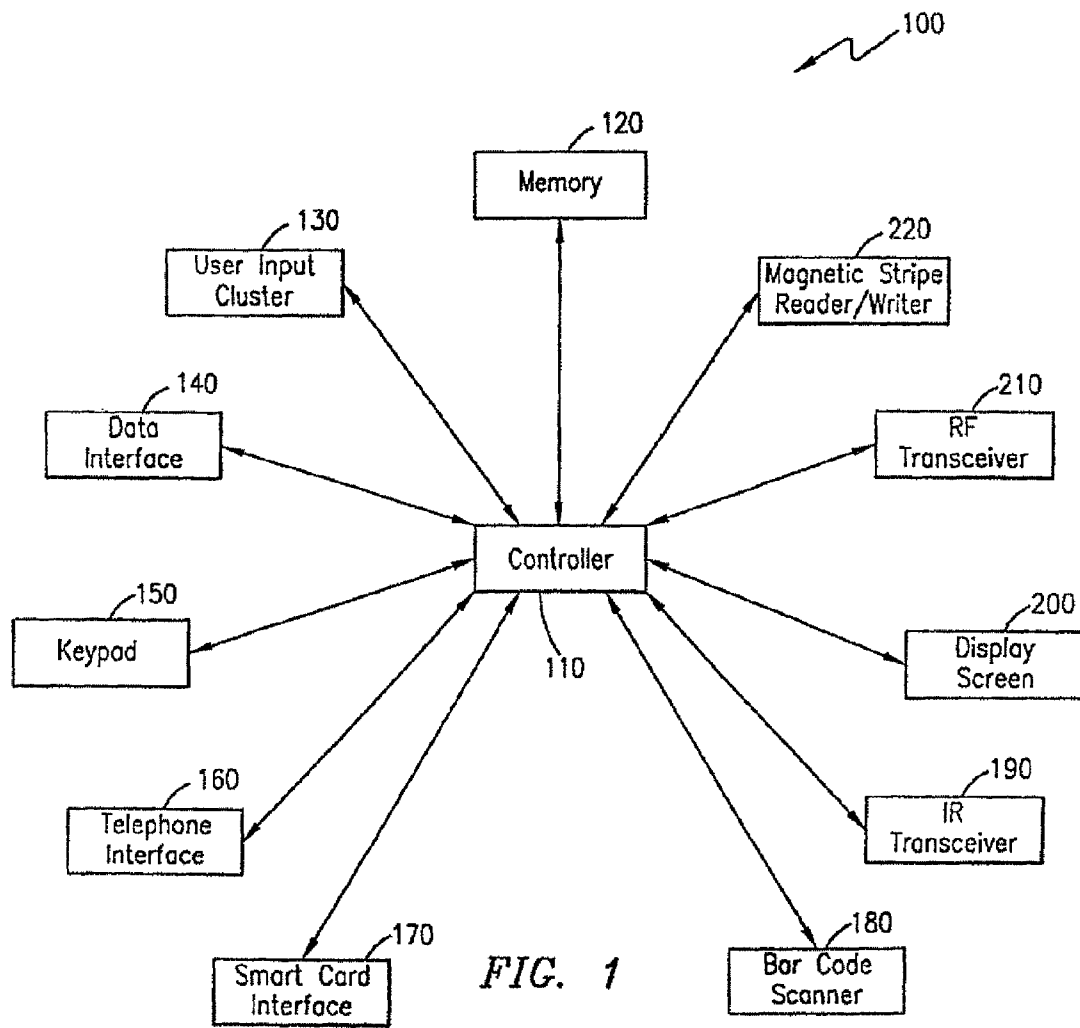 100
120
Memory
130
User Input
Cluster
220
Magnetic Stripe
Reader/Writer
140
Data
Interface
210
RF
Transceiver
Controller
110
150
Keypad
200
Display
Screen
160
Telephone
Interface
190
IR
Transceiver
170
Smart Card
Interface
FIG. 1
180
Bar Code
Scanner